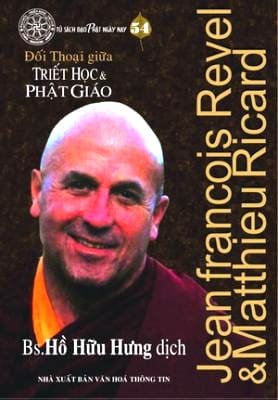 TỦ SÁCH ĐẠO PHẬT NGÀY NAY 54
Đối Thoại giữa
TRIẾT HỌC &
PHẬT GIÁO
Jean francois Revel
& Matthieu Ricard
Bs.Hồ Hữu Hưng dịch
NHÀ XUẤT BẢN VĂN HOÁ THÔNG TIN